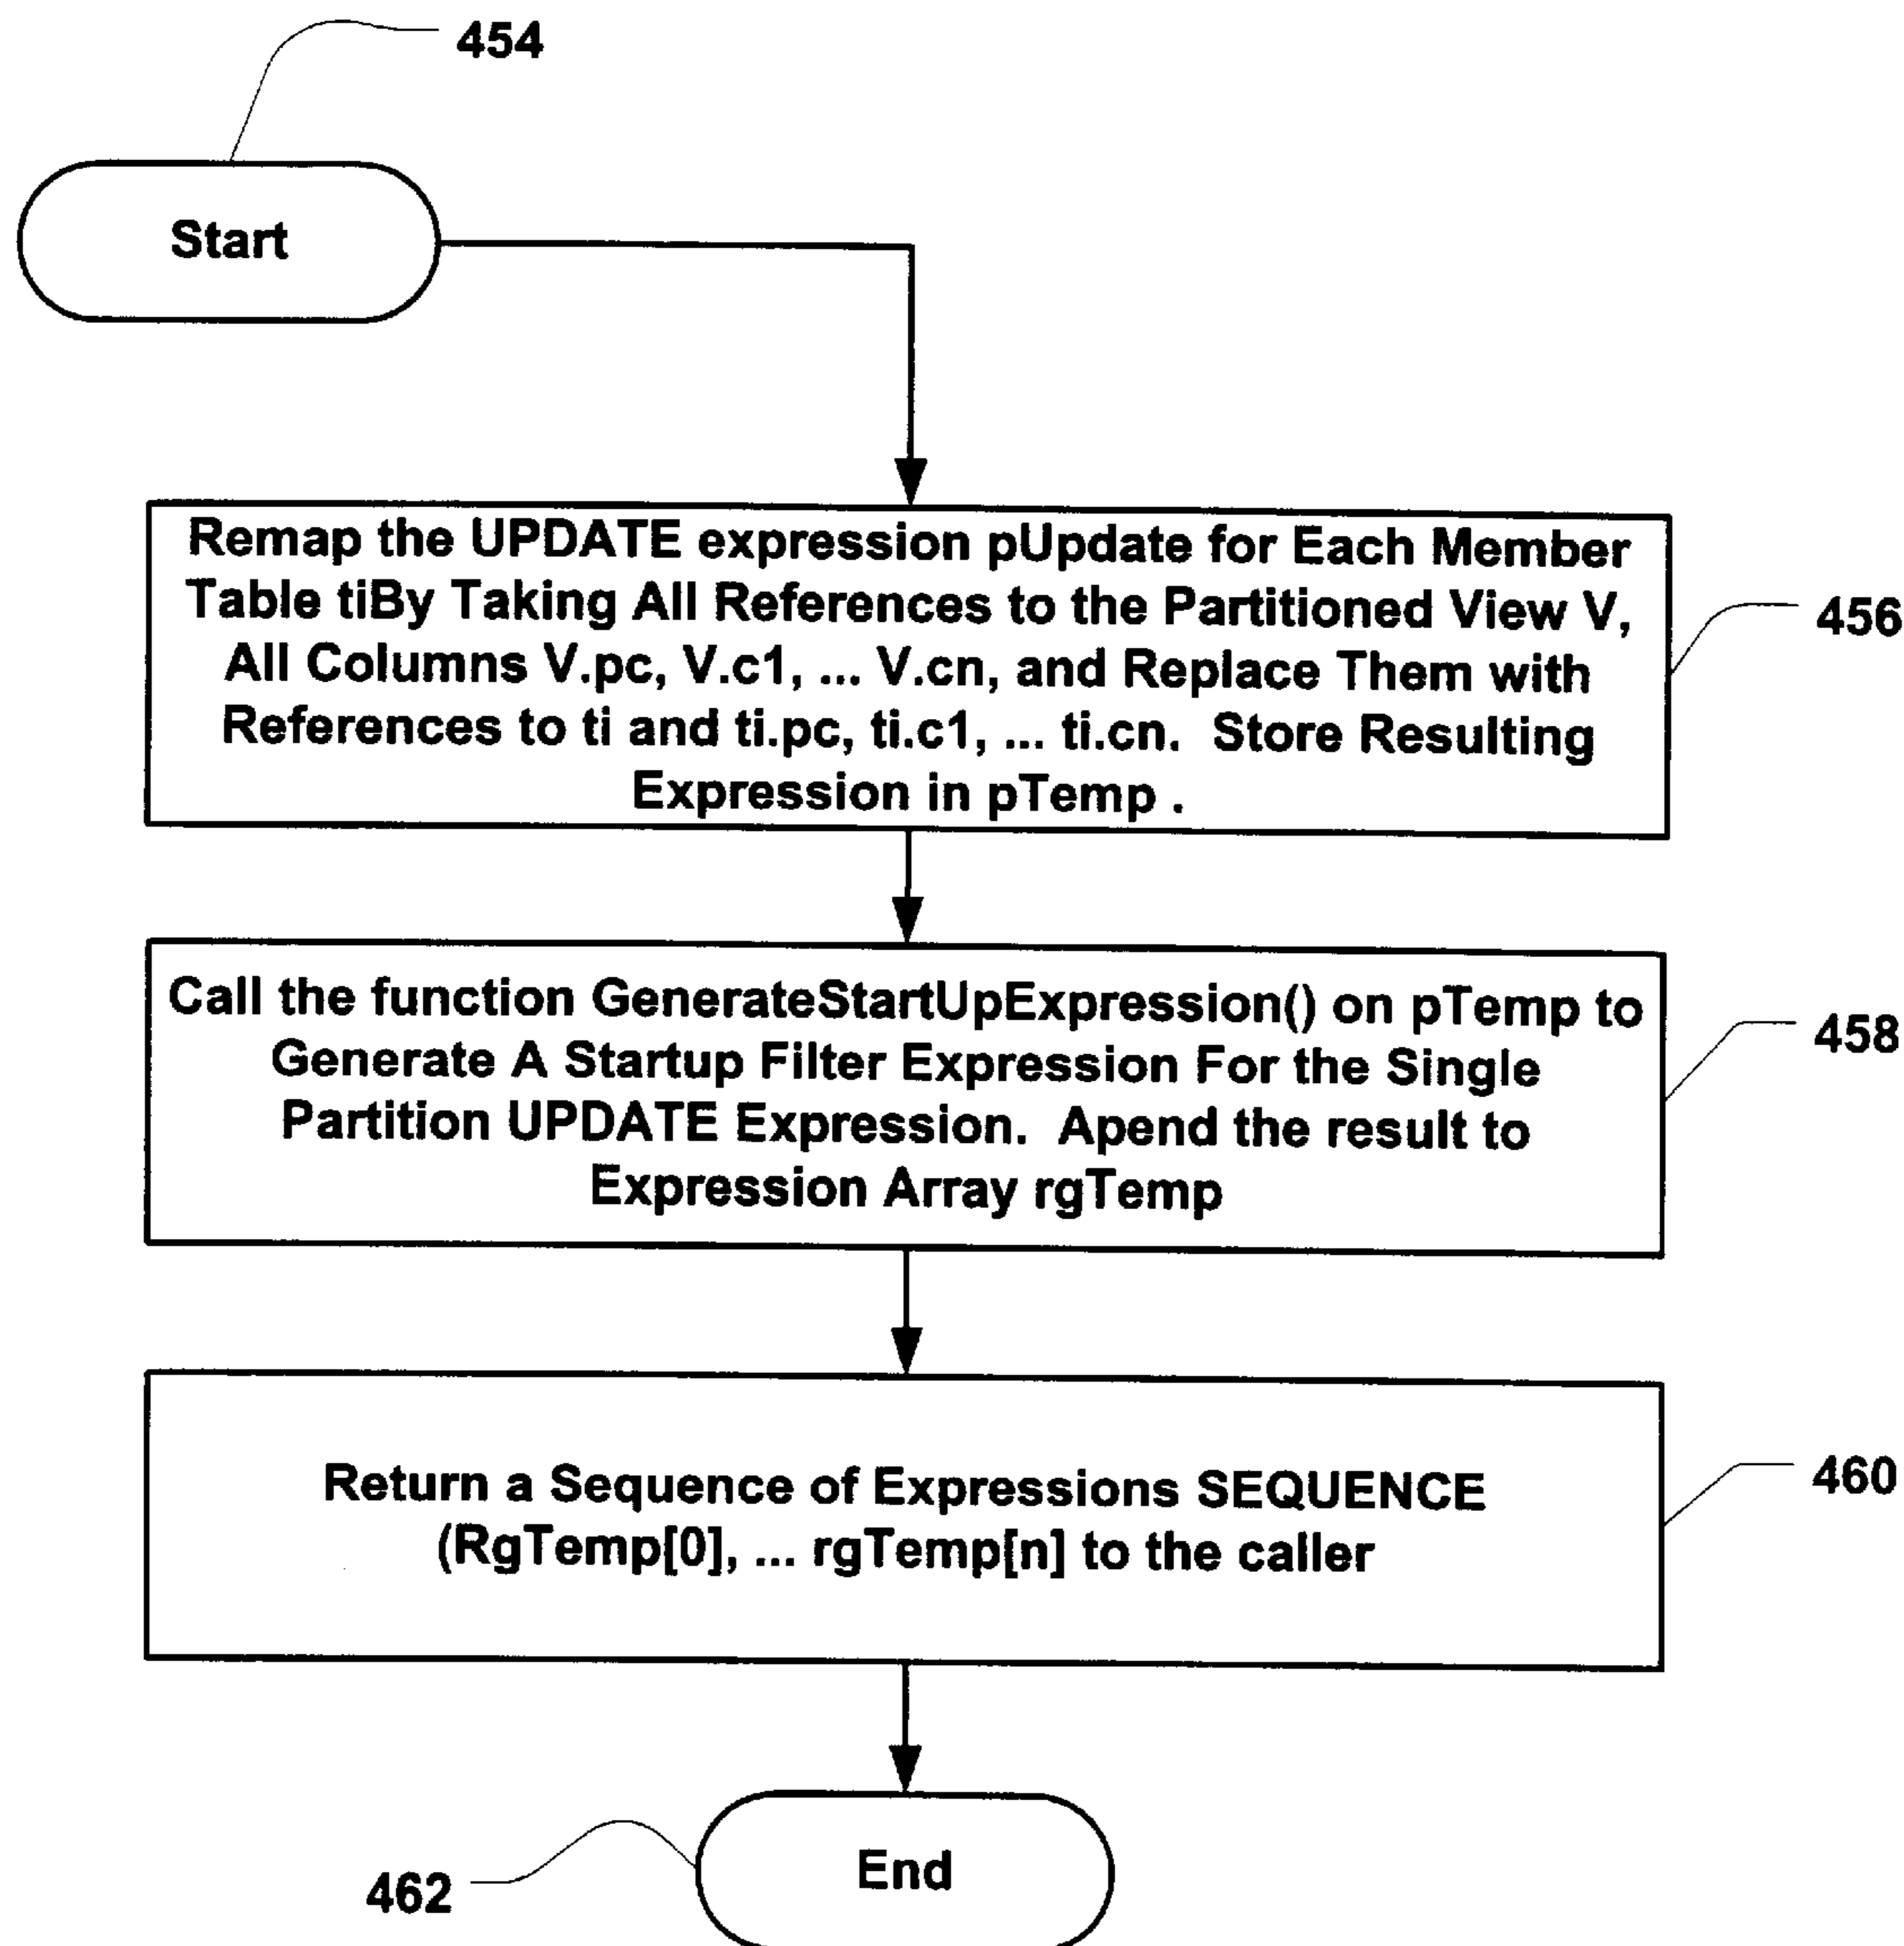 454
Start
Remap the UPDATE expression pUpdate for Each Member
Table tiBy Taking All References to the Partitioned View V,
All Columns V.pc, V.c1, ... V.cn, and Replace Them with
References to ti and ti.pc, ti.c1, ... ti.cn. Store Resulting
Expression in pTemp .
456
Call the function GenerateStartUpExpression() on pTemp to
Generate A Startup Filter Expression For the Single
Partition UPDATE Expression. Apend the result to
Expression Array rgTemp
458
Return a Sequence of Expressions SEQUENCE
(RgTemp[0], ... rgTemp[n] to the caller
460
End
462